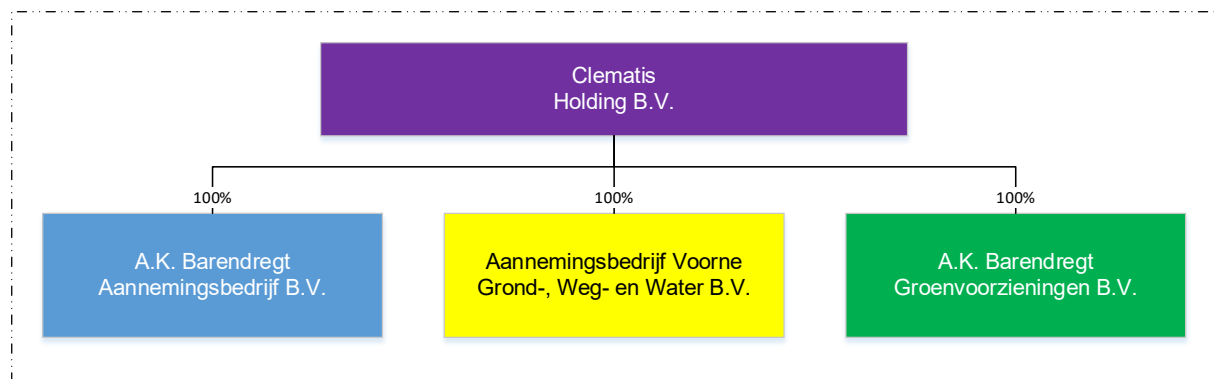 Clematis
Holding B.V.
100%
100%
100%
A.K. Barendregt
Aannemingsbedrijf B.V.
Aannemingsbedrijf Voorne
Grond-, Weg- en Water B.V.
A.K. Barendregt
Groenvoorzieningen B.V.